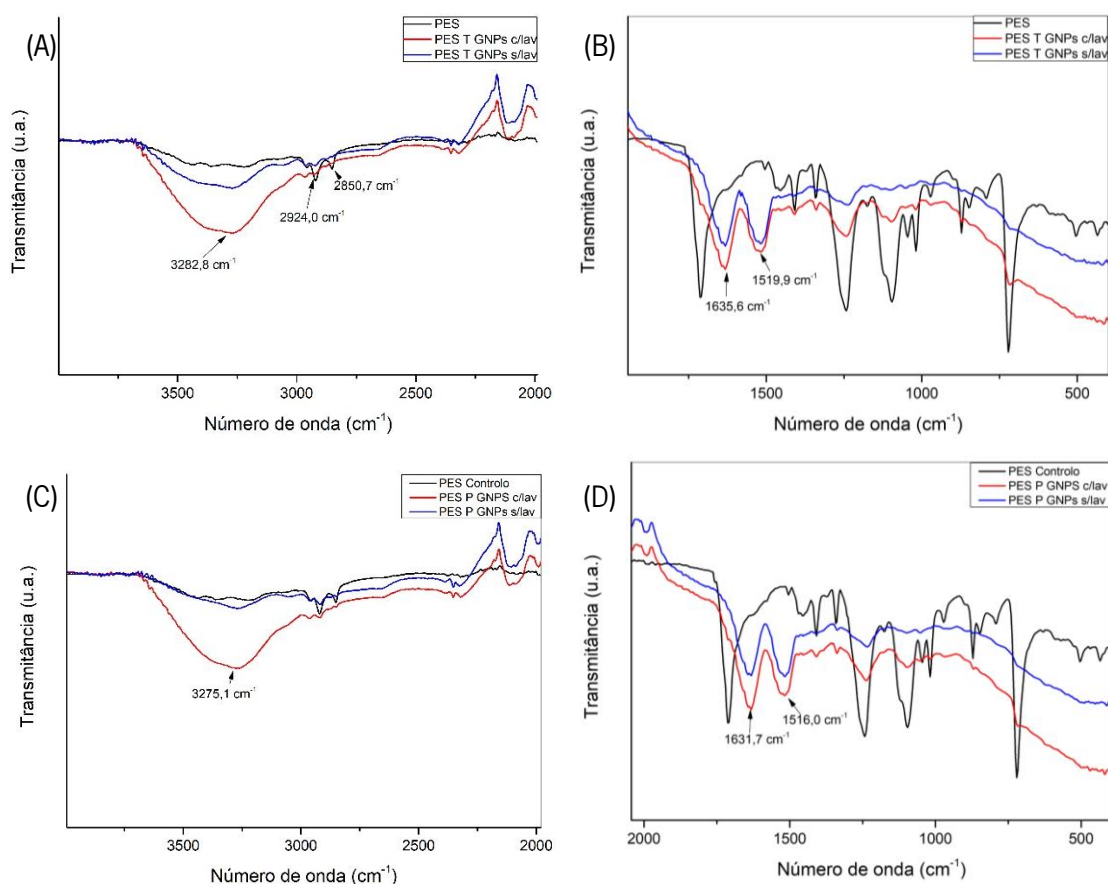 (A)
PES
PES T GNPs c/lav
PES T GNPs s/lav
Transmitância (u.a.)
2850,7 cm⁻¹
2924,0 cm⁻¹
3282,8 cm⁻¹
3500 3000 2500 2000
Número de onda (cm⁻¹)
(B)
PES
PES T GNPs c/lav
PES T GNPs s/lav
Transmitância (u.a.)
1519,9 cm⁻¹
1635,6 cm⁻¹
1500 1000 500
Número de onda (cm⁻¹)
(C)
PES Controlo
PES P GNPS c/lav
PES P GNPs s/lav
Transmitância (u.a.)
3275,1 cm⁻¹
3500 3000 2500 2000
Número de onda (cm⁻¹)
(D)
PES Controlo
PES P GNPS c/lav
PES P GNPs s/lav
Transmitância (u.a.)
1516,0 cm⁻¹
1631,7 cm⁻¹
2000 1500 1000 500
Número de onda (cm⁻¹)